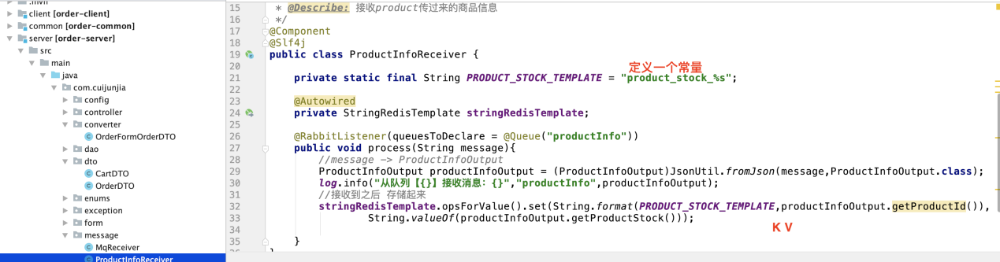 .mvn
client [order-client]
common [order-common]
server [order-server]
src
main
java
com.cuijunjia
config
controller
converter
OrderFormOrderDTO
dao
dto
CartDTO
OrderDTO
enums
exception
form
message
MqReceiver
ProductInfoReceiver
15 * @Describe: 接收product传过来的商品信息
16 */
17 @Component
18 @Slf4j
19 public class ProductInfoReceiver {
20 定义一个常量
21 private static final String PRODUCT_STOCK_TEMPLATE = "product_stock_%s";
22
23 @Autowired
24 private StringRedisTemplate stringRedisTemplate;
25
26 @RabbitListener(queuesToDeclare = @Queue("productInfo"))
27 public void process(String message){
28 //message -> ProductInfoOutput
29 ProductInfoOutput productInfoOutput = (ProductInfoOutput)JsonUtil.fromJson(message,ProductInfoOutput.class);
30 log.info("从队列【{}】接收消息: {}","productInfo",productInfoOutput);
31 //接收到之后 存储起来
32 stringRedisTemplate.opsForValue().set(String.format(PRODUCT_STOCK_TEMPLATE,productInfoOutput.getProductId()),
33 String.valueOf(productInfoOutput.getProductStock()));
34 K V
35 }